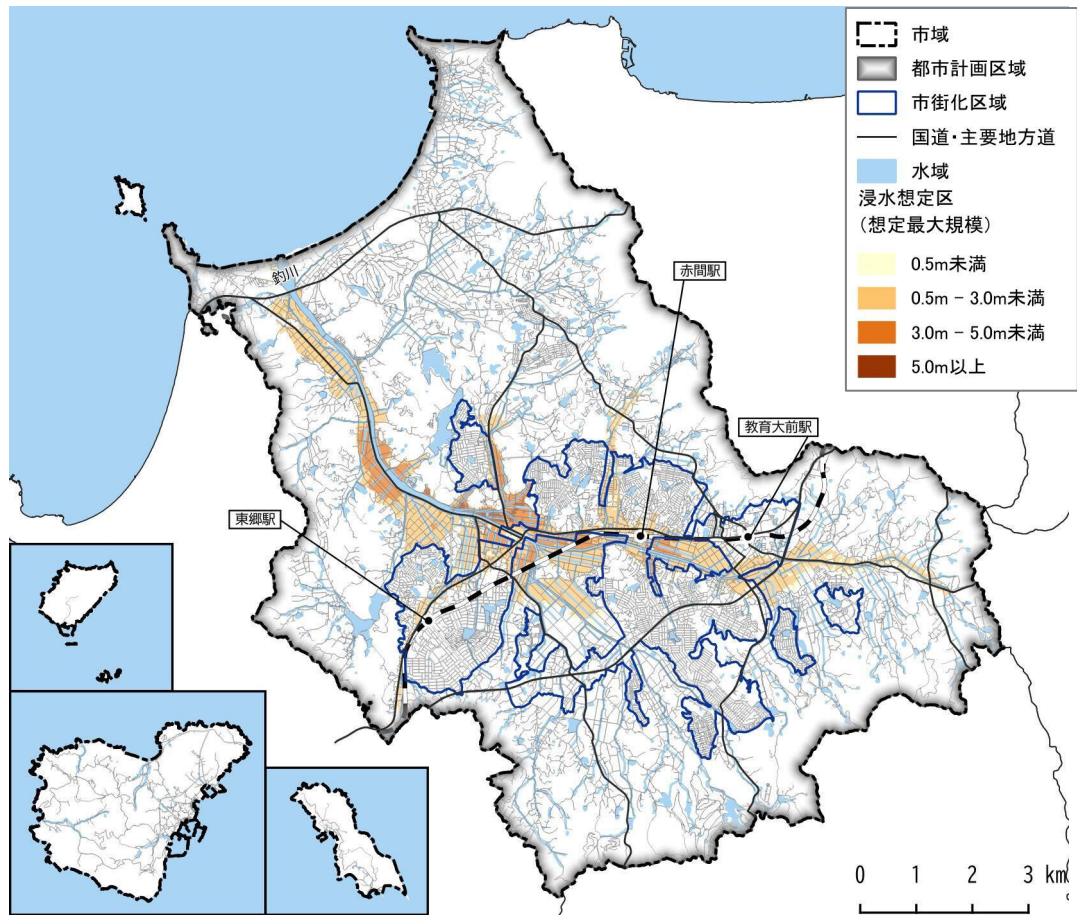 市域
都市計画区域
市街化区域
国道・主要地方道
水域
浸水想定区
(想定最大規模)
0.5m未満
0.5m - 3.0m未満
3.0m - 5.0m未満
5.0m以上
釣川
赤間駅
教育大前駅
東郷駅
0 1 2 3 km